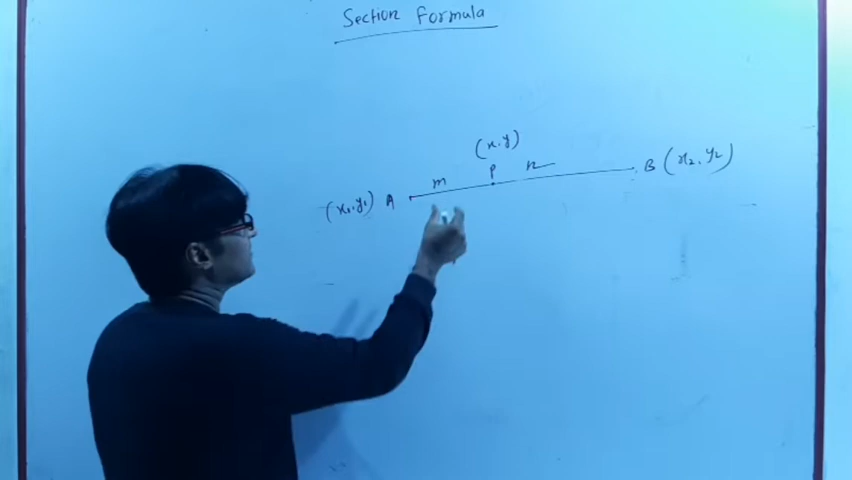 Section Formula
(x,y)
m P n
(x1,y1) A B (x2,y2)